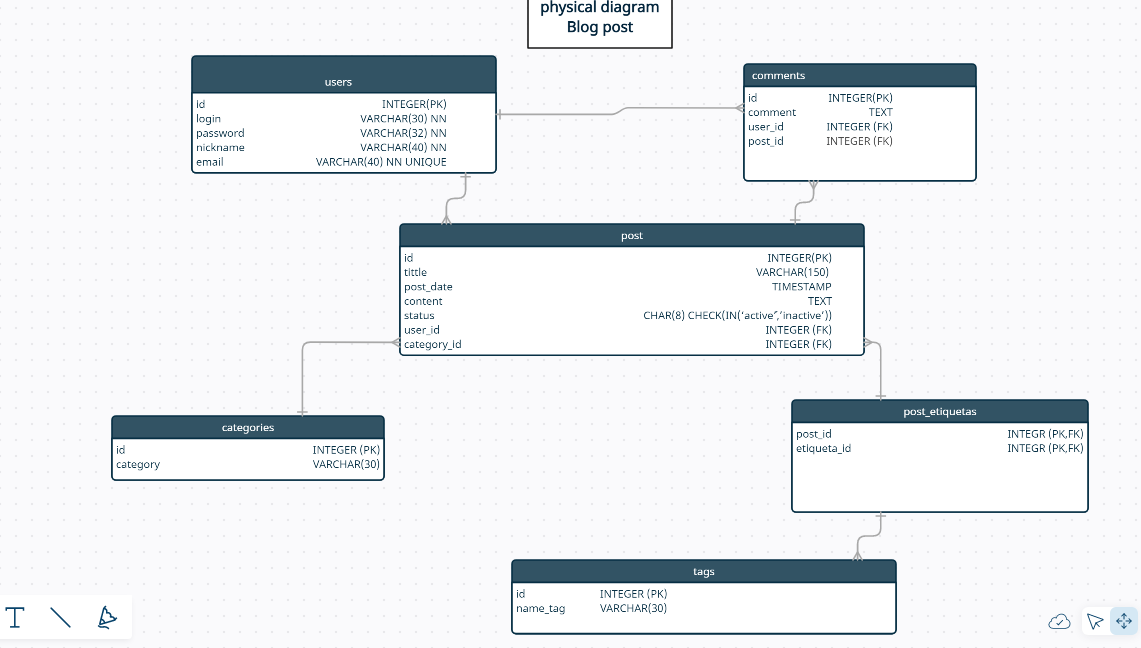 physical diagram
Blog post
users
id INTEGER(PK)
login VARCHAR(30) NN
password VARCHAR(32) NN
nickname VARCHAR(40) NN
email VARCHAR(40) NN UNIQUE
comments
id INTEGER(PK)
comment TEXT
user_id INTEGER (FK)
post_id INTEGER (FK)
post
id INTEGER(PK)
tittle VARCHAR(150)
post_date TIMESTAMP
content TEXT
status CHAR(8) CHECK(IN('active','inactive'))
user_id INTEGER (FK)
category_id INTEGER (FK)
categories
id INTEGER (PK)
category VARCHAR(30)
post_etiquetas
post_id INTEGR (PK,FK)
etiqueta_id INTEGR (PK,FK)
tags
id INTEGER (PK)
name_tag VARCHAR(30)